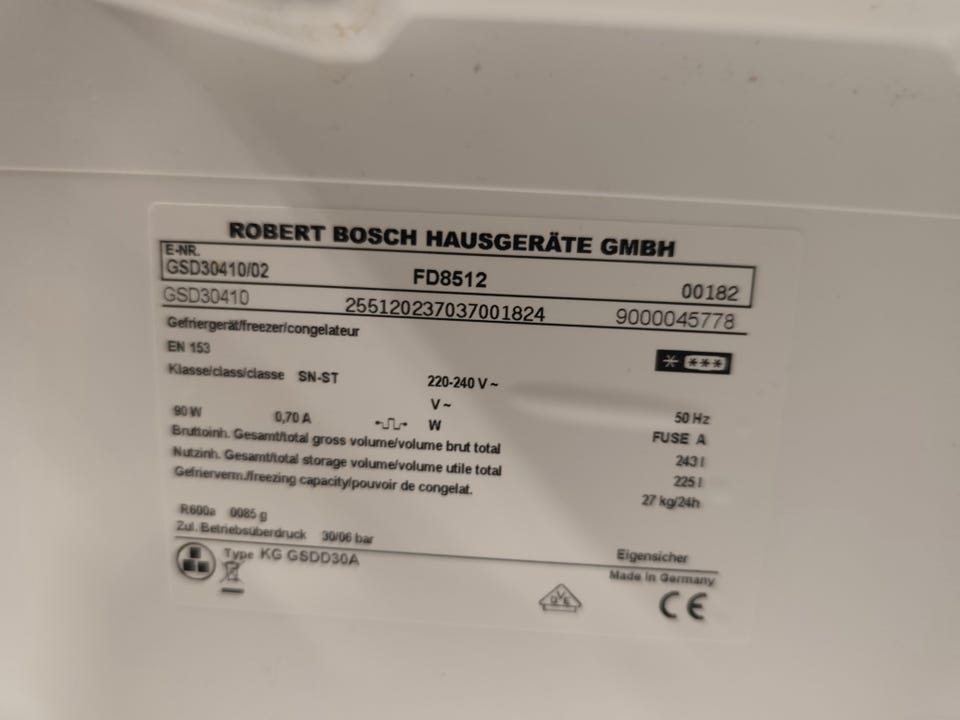 ROBERT BOSCH HAUSGERÄTE GMBH
E-NR.
GSD30410/02 FD8512 00182
GSD30410 255120237037001824 9000045778
Gefriergerät/freezer/congelateur
EN 153
* ***
Klasse/class/classe SN-ST 220-240 V ~ 50 Hz
V ~ FUSE A
90 W 0,70 A W
Bruttoinh. Gesamt/total gross volume/volume brut total 243 l
Nutzinh. Gesamt/total storage volume/volume utile total 225 l
Gefrierverm./freezing capacity/pouvoir de congelat. 27 kg/24h
R600a 0085 g
Zul. Betriebsüberdruck 30/06 bar
Type KG GSDD30A Eigensicher
Made in Germany
CE